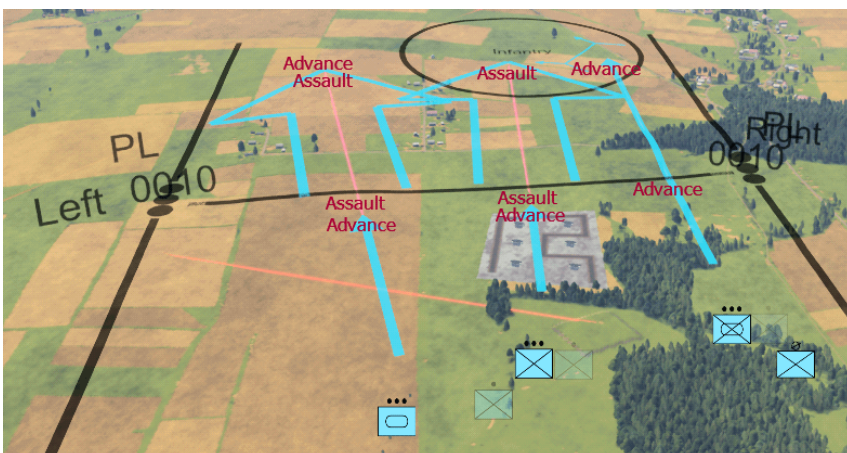 Infantry
Advance
Assault
Assault
Advance
PL
Left 0010
PL
Right
0010
Advance
Assault
Advance
Assault
Advance